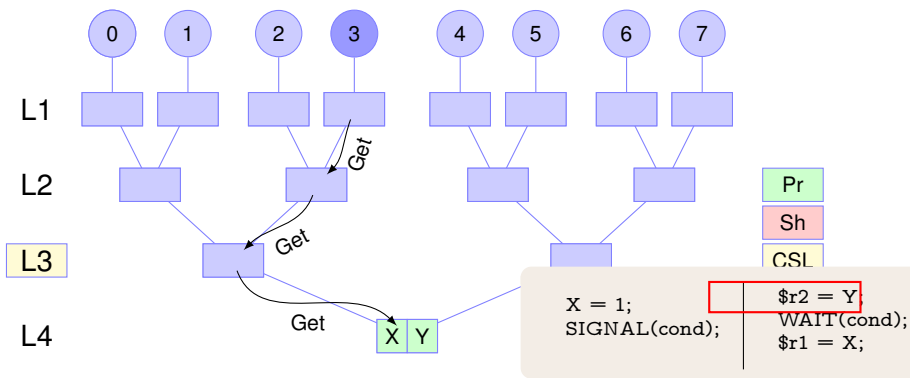 0 1 2 3 4 5 6 7
L1
Get
L2
Pr
Sh
Get
L3
CSL
X = 1;
SIGNAL(cond);
$r2 = Y;
WAIT(cond);
$r1 = X;
Get
L4
X Y